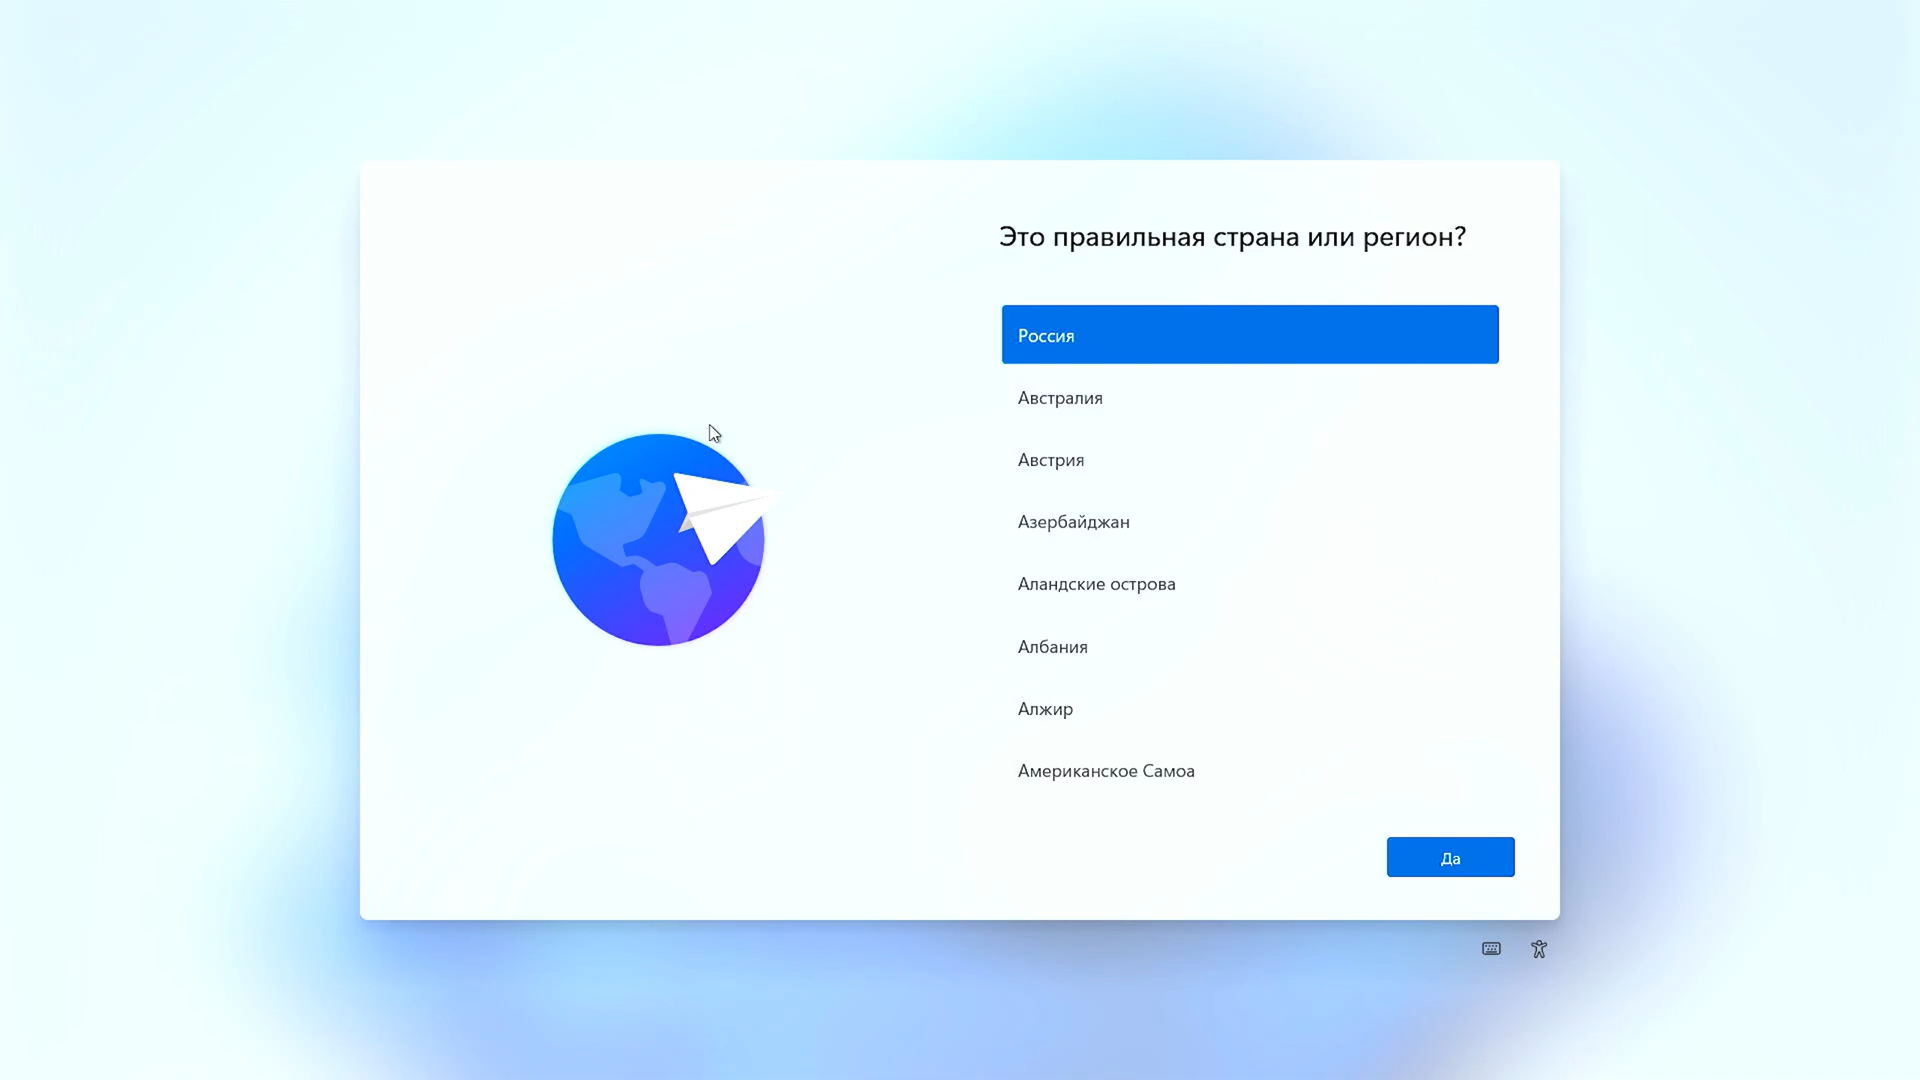 Это правильная страна или регион?
Россия
Австралия
Австрия
Азербайджан
Аландские острова
Албания
Алжир
Американское Самоа
Да